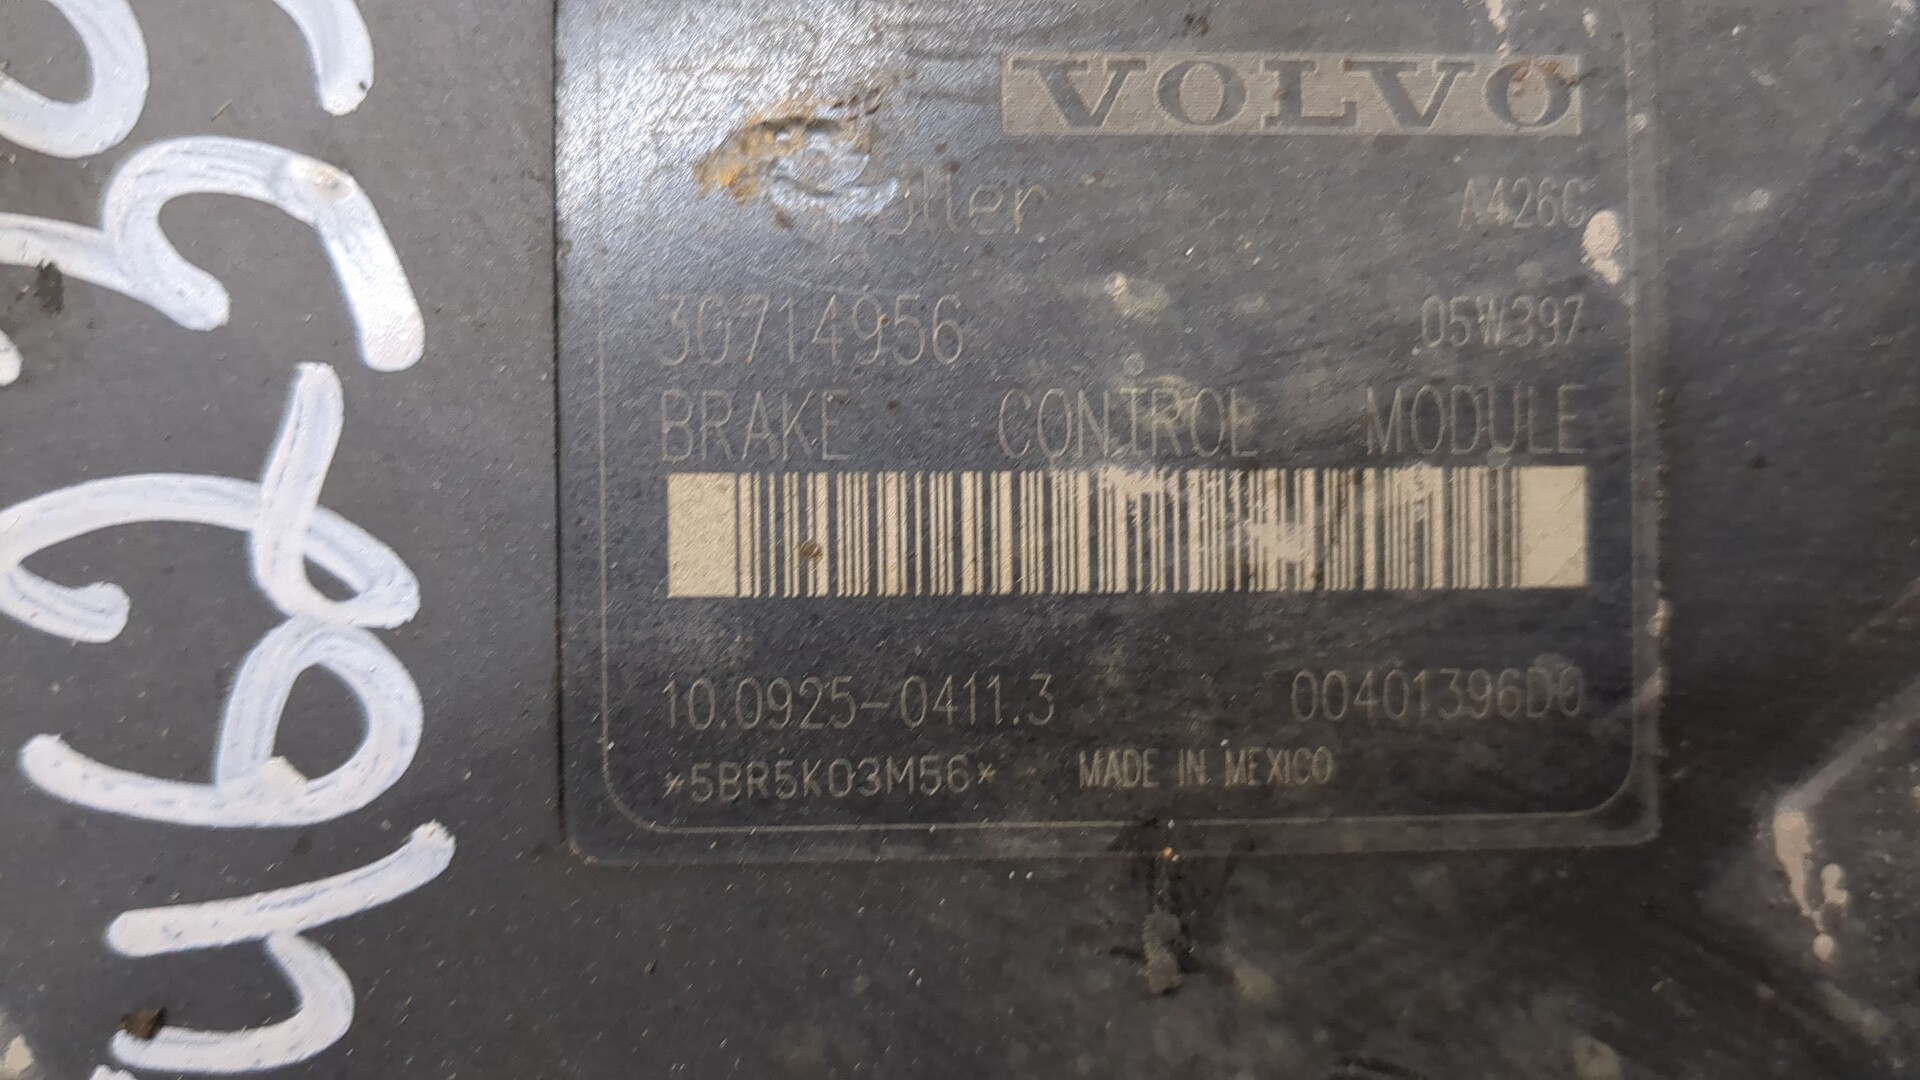 VOLVO
A426C
30714956 05W397
BRAKE CONTROL MODULE
10.0925-0411.3 00401396D0
*5BR5K03M56* MADE IN MEXICO